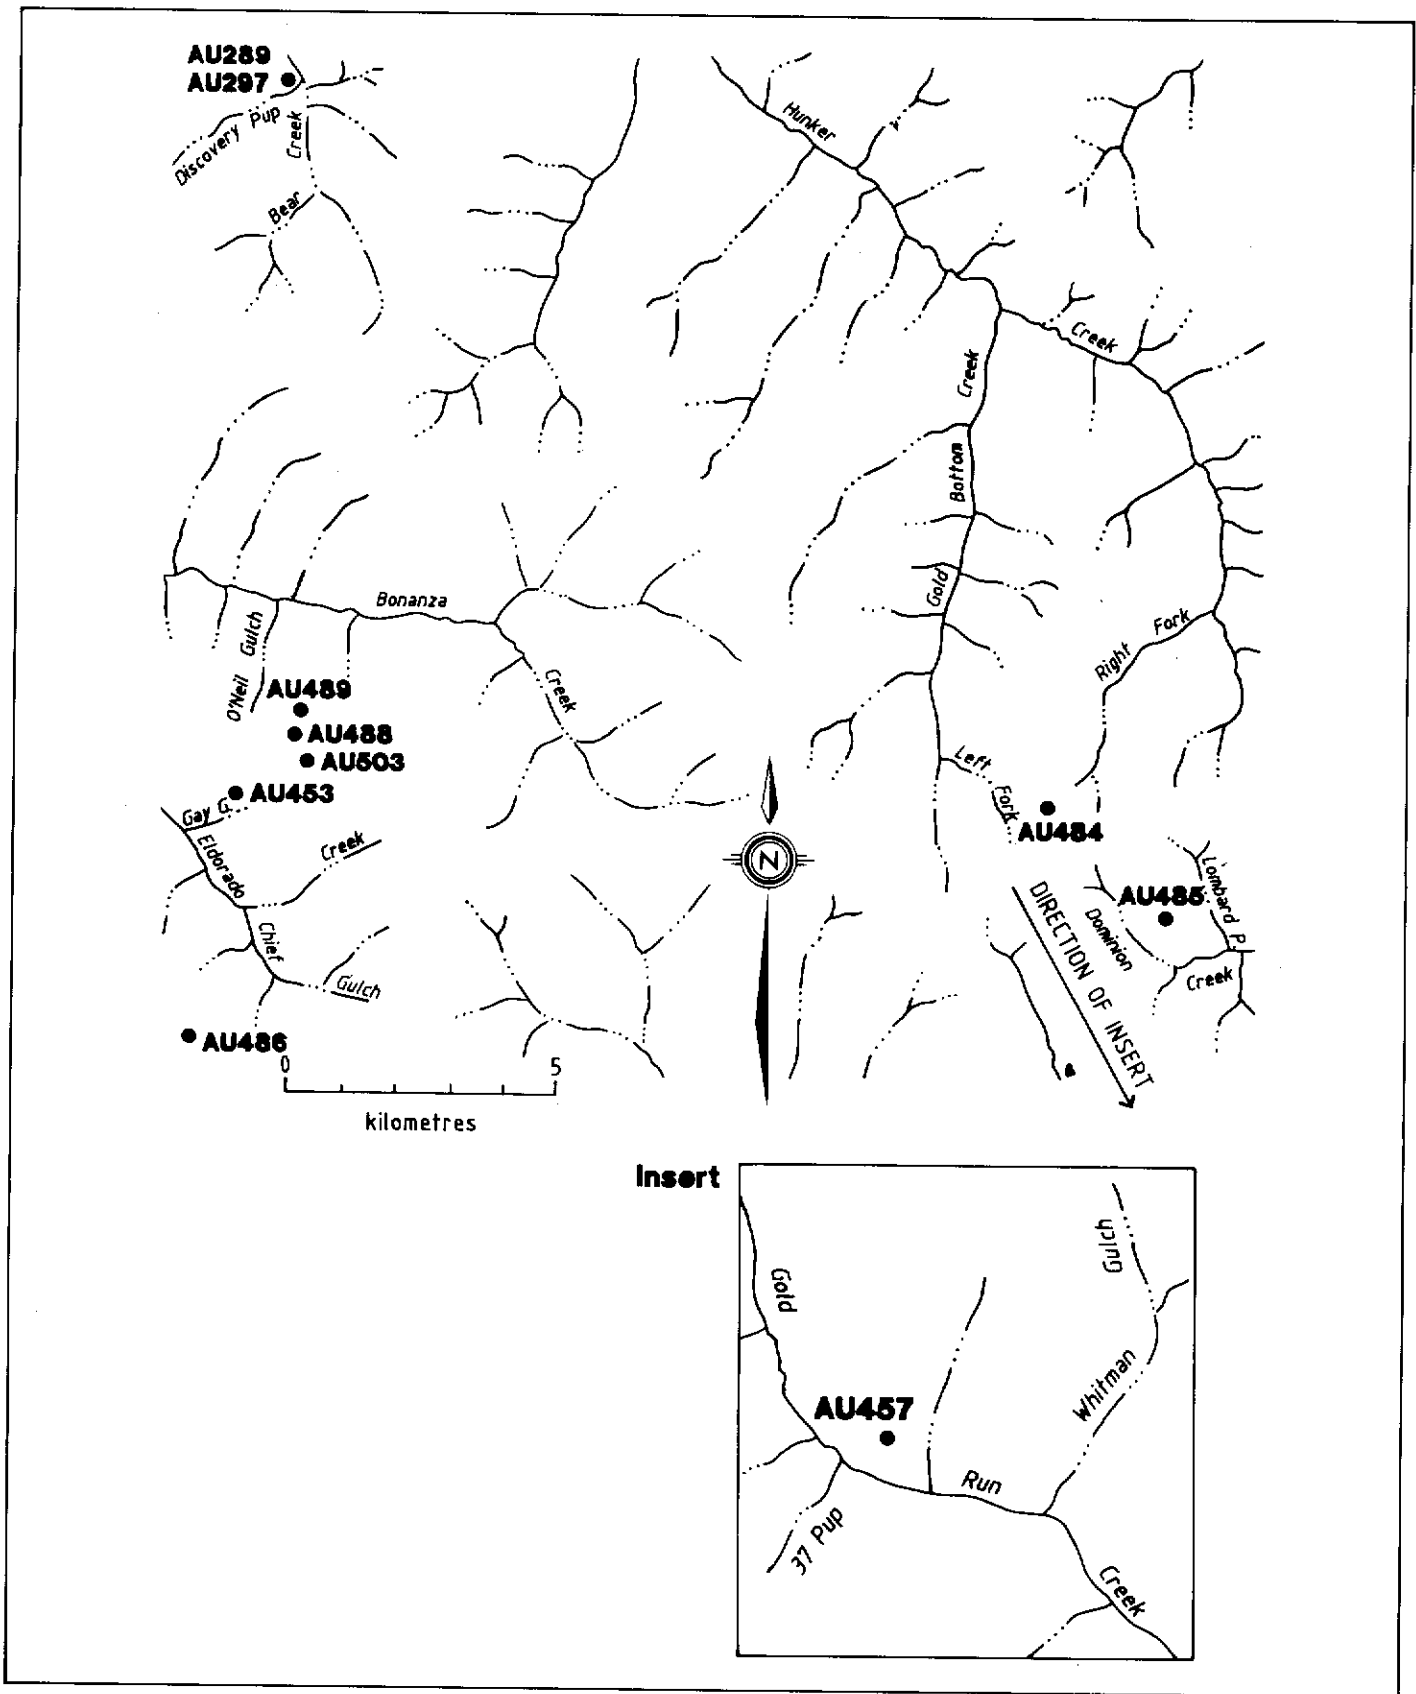 AU289
AU297
Discovery Pup
Creek
Bear
Hunker
Creek
Creek
Bottom
Gold
Bonanza
Creek
O'Neil Gulch
AU489
AU488
AU503
AU453
Gay G.
Eldorado
Creek
Chief
Gulch
AU486
Right Fork
Left Fork
AU484
AU485
Lombard P.
Dominion
Creek
N
DIRECTION OF INSERT
0 5
kilometres
Insert
Gold
Gulch
Whitman
AU457
Run
37 Pup
Creek